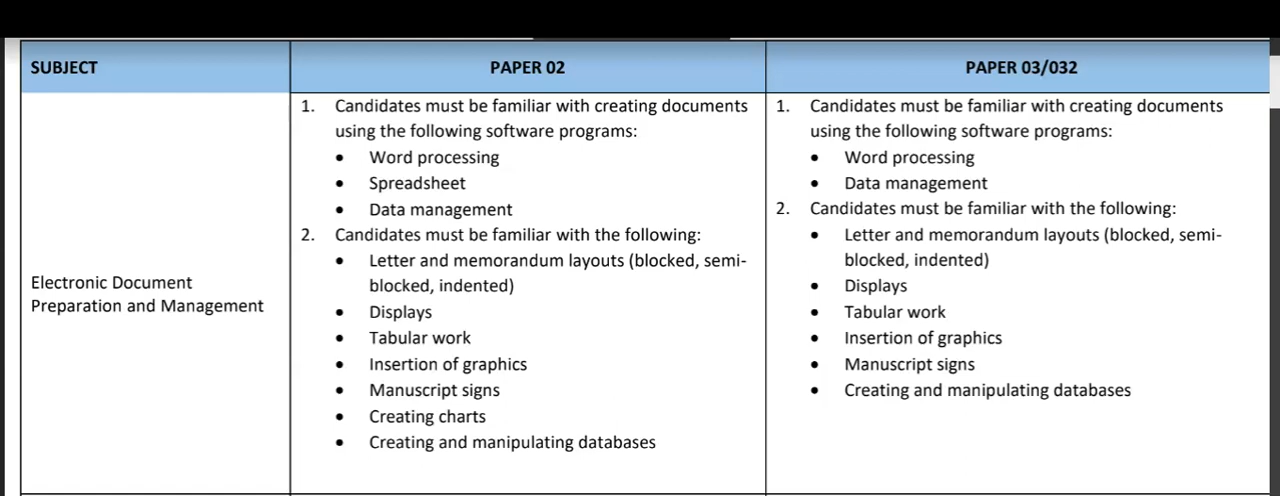 SUBJECT
PAPER 02
PAPER 03/032
Electronic Document
Preparation and Management
1. Candidates must be familiar with creating documents
using the following software programs:
• Word processing
• Spreadsheet
• Data management
2. Candidates must be familiar with the following:
• Letter and memorandum layouts (blocked, semi-
blocked, indented)
• Displays
• Tabular work
• Insertion of graphics
• Manuscript signs
• Creating charts
• Creating and manipulating databases
1. Candidates must be familiar with creating documents
using the following software programs:
• Word processing
• Data management
2. Candidates must be familiar with the following:
• Letter and memorandum layouts (blocked, semi-
blocked, indented)
• Displays
• Tabular work
• Insertion of graphics
• Manuscript signs
• Creating and manipulating databases